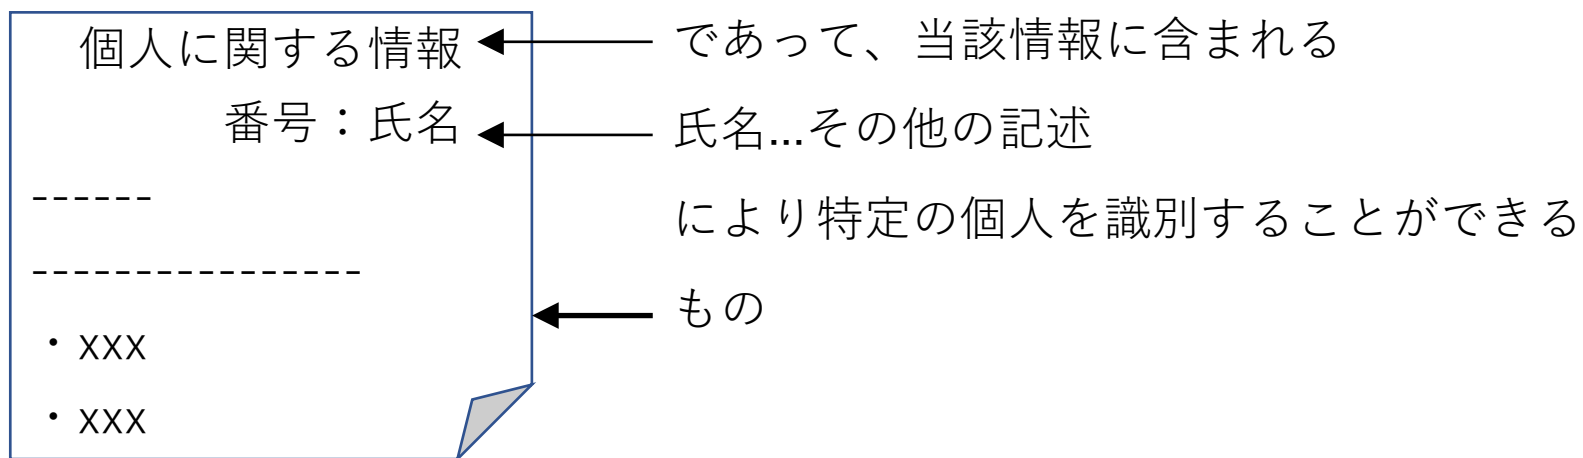 個人に関する情報
であって、当該情報に含まれる
番号：氏名
氏名...その他の記述
により特定の個人を識別することができる
もの
------
----------------
・xxx
・xxx